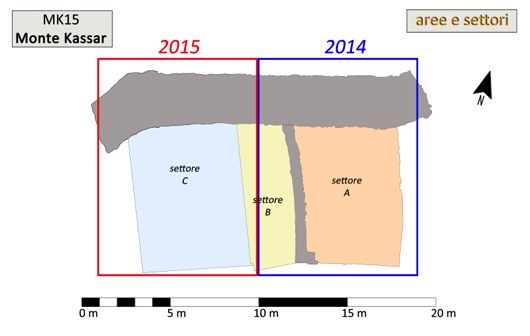 MK15
Monte Kassar
aree e settori
2015
2014
N
settore
C
settore
B
settore
A
0 m
5 m
10 m
15 m
20 m